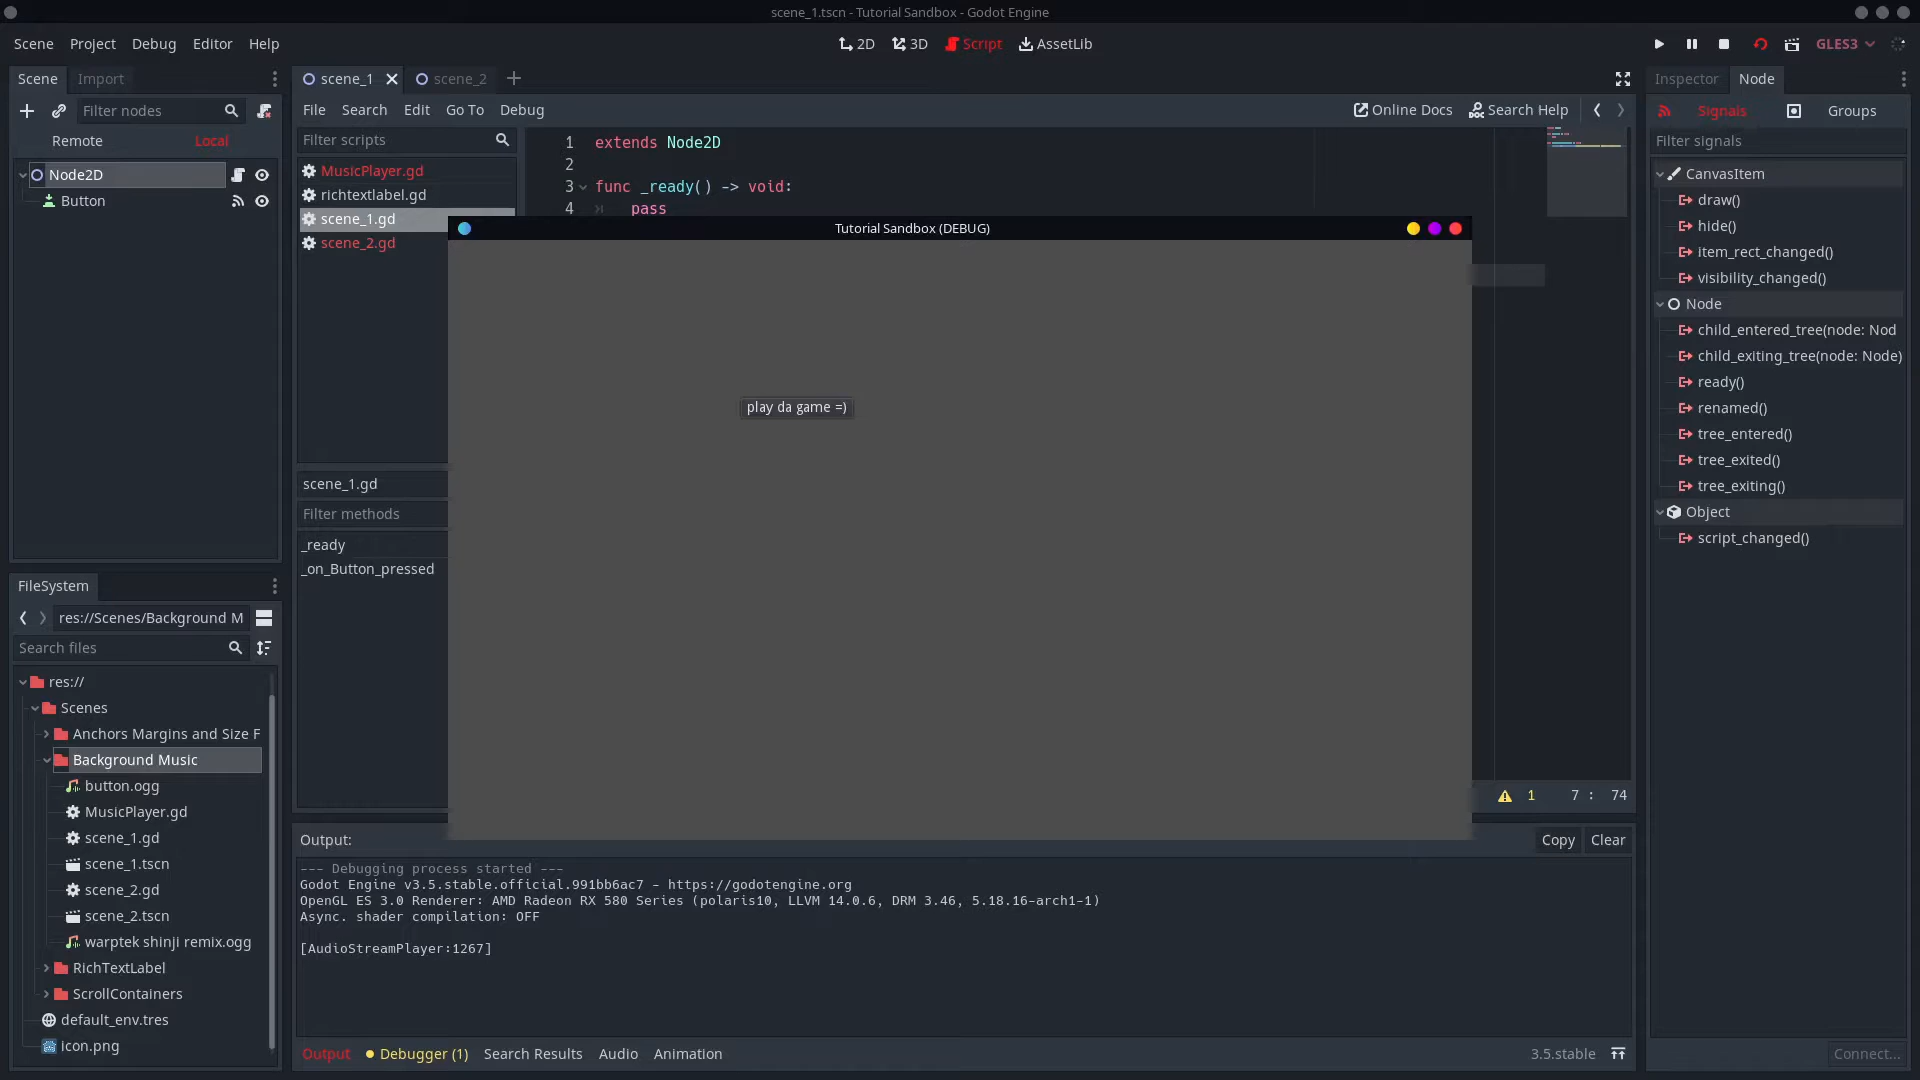 scene_1.tscn - Tutorial Sandbox - Godot Engine
Scene Project Debug Editor Help
2D 3D Script AssetLib
GLES3
Scene Import
Filter nodes
Remote Local
Node2D
Button
scene_1 scene_2
File Search Edit Go To Debug
Online Docs Search Help
Filter scripts
MusicPlayer.gd
richtextlabel.gd
scene_1.gd
scene_2.gd
scene_1.gd
Filter methods
_ready
_on_Button_pressed
1 extends Node2D
2
3 func _ready() -> void:
4 pass
Tutorial Sandbox (DEBUG)
play da game =)
1 7 : 74
FileSystem
res://Scenes/Background M
Search files
res://
Scenes
Anchors Margins and Size F
Background Music
button.ogg
MusicPlayer.gd
scene_1.gd
scene_1.tscn
scene_2.gd
scene_2.tscn
warptek shinji remix.ogg
RichTextLabel
ScrollContainers
default_env.tres
icon.png
Output:
Copy Clear
--- Debugging process started ---
Godot Engine v3.5.stable.official.991bb6ac7 - https://godotengine.org
OpenGL ES 3.0 Renderer: AMD Radeon RX 580 Series (polaris10, LLVM 14.0.6, DRM 3.46, 5.18.16-arch1-1)
Async. shader compilation: OFF
[AudioStreamPlayer:1267]
Output Debugger (1) Search Results Audio Animation
3.5.stable
Inspector Node
Signals Groups
Filter signals
CanvasItem
draw()
hide()
item_rect_changed()
visibility_changed()
Node
child_entered_tree(node: Nod
child_exiting_tree(node: Node)
ready()
renamed()
tree_entered()
tree_exited()
tree_exiting()
Object
script_changed()
Connect...